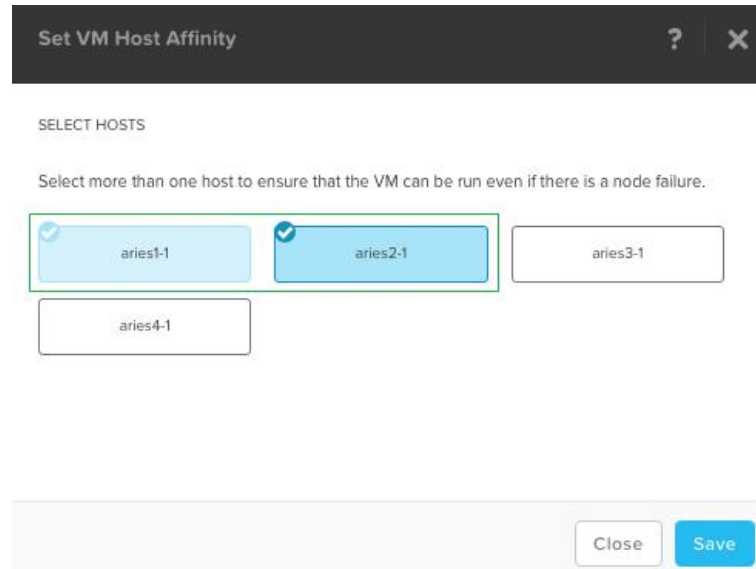 Set VM Host Affinity
?
SELECT HOSTS
Select more than one host to ensure that the VM can be run even if there is a node failure.
aries1-1
aries2-1
aries3-1
aries4-1
Close
Save